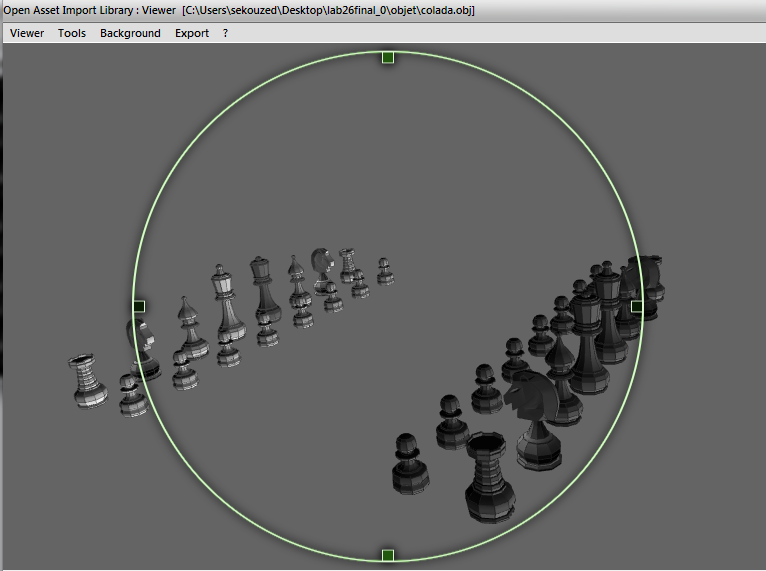 Open Asset Import Library : Viewer [C:\Users\sekouzed\Desktop\lab26final_0\objet\colada.obj]
Viewer Tools Background Export ?